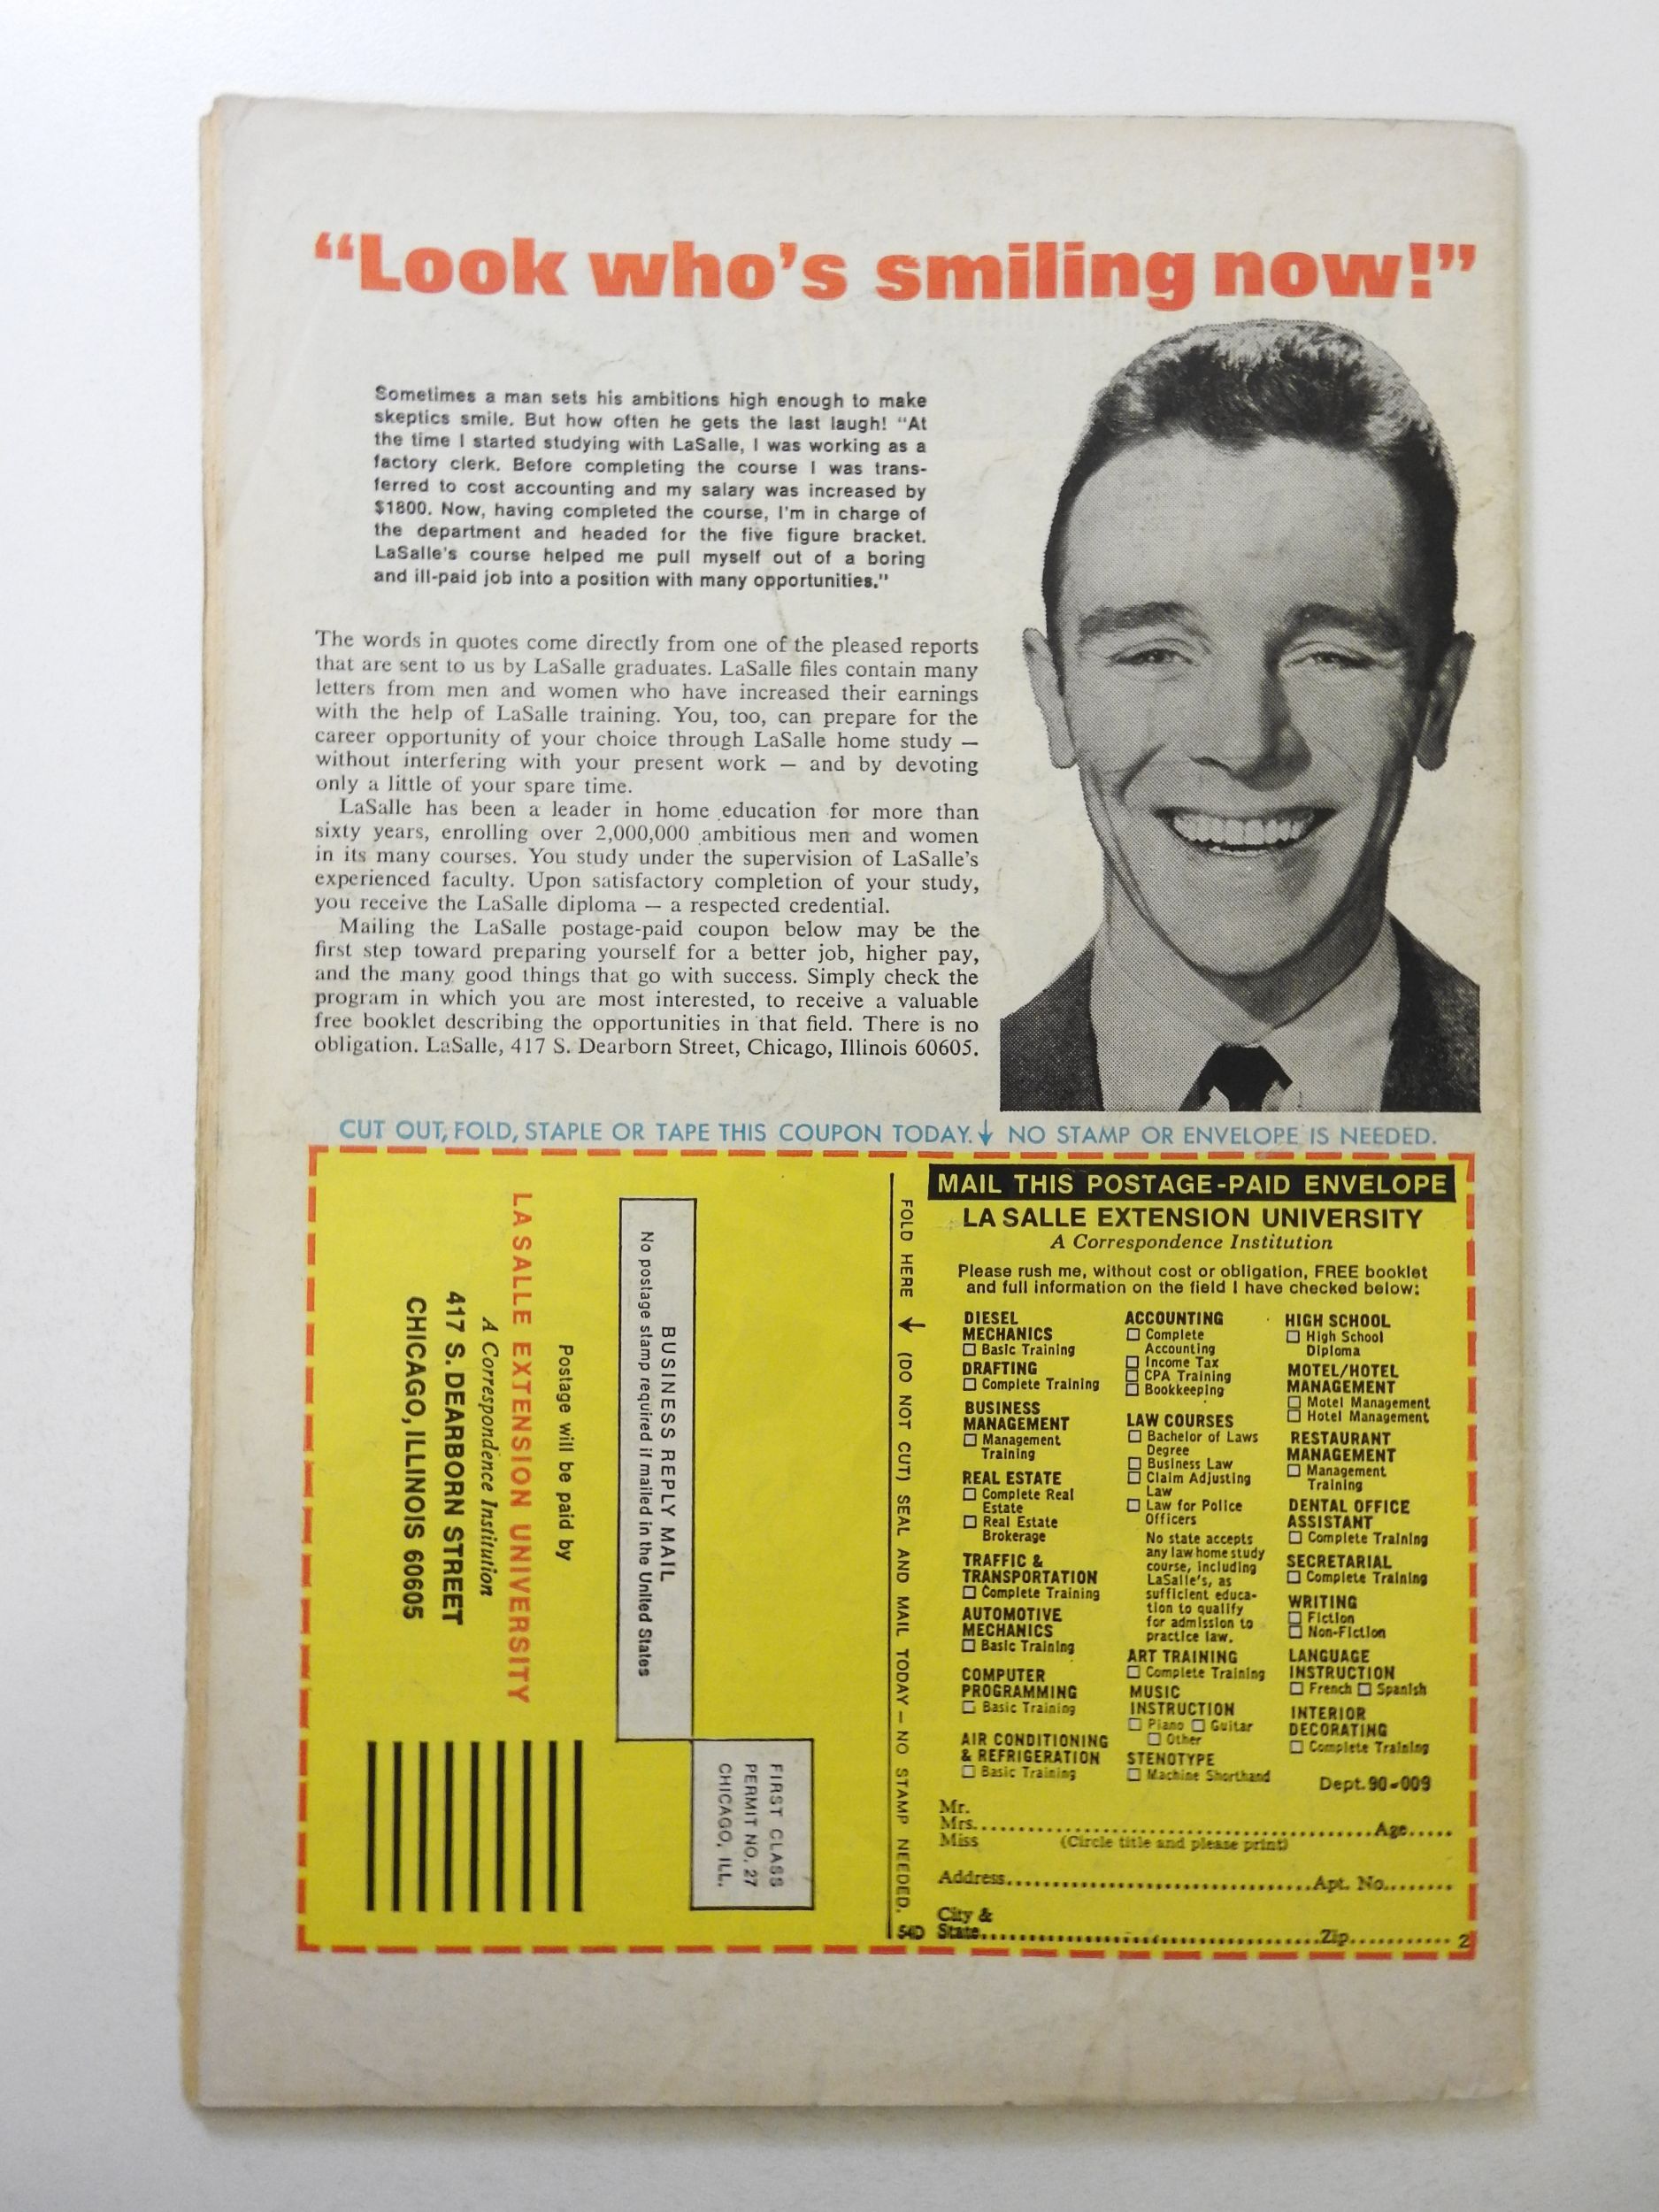 “Look who’s smiling now!”
Sometimes a man sets his ambitions high enough to make
skeptics smile. But how often he gets the last laugh! “At
the time I started studying with LaSalle, I was working as a
factory clerk. Before completing the course I was trans-
ferred to cost accounting and my salary was increased by
$1800. Now, having completed the course, I'm in charge of
the department and headed for the five figure bracket.
LaSalle's course helped me pull myself out of a boring
and ill-paid job into a position with many opportunities.”
The words in quotes come directly from one of the pleased reports
that are sent to us by LaSalle graduates. LaSalle files contain many
letters from men and women who have increased their earnings
with the help of LaSalle training. You, too, can prepare for the
career opportunity of your choice through LaSalle home study —
without interfering with your present work — and by devoting
only a little of your spare time.
LaSalle has been a leader in home education for more than
sixty years, enrolling over 2,000,000 ambitious men and women
in its many courses. You study under the supervision of LaSalle's
experienced faculty. Upon satisfactory completion of your study,
you receive the LaSalle diploma — a respected credential.
Mailing the LaSalle postage-paid coupon below may be the
first step toward preparing yourself for a better job, higher pay,
and the many good things that go with success. Simply check the
program in which you are most interested, to receive a valuable
free booklet describing the opportunities in that field. There is no
obligation. LaSalle, 417 S. Dearborn Street, Chicago, Illinois 60605.
CUT OUT, FOLD, STAPLE OR TAPE THIS COUPON TODAY.↓ NO STAMP OR ENVELOPE IS NEEDED.
FIRST CLASS
PERMIT NO. 27
CHICAGO, ILL.
BUSINESS REPLY MAIL
No postage stamp required if mailed in the United States
Postage will be paid by
LA SALLE EXTENSION UNIVERSITY
A Correspondence Institution
417 S. DEARBORN STREET
CHICAGO, ILLINOIS 60605
FOLD HERE → (DO NOT CUT) SEAL AND MAIL TODAY — NO STAMP NEEDED.
540
MAIL THIS POSTAGE-PAID ENVELOPE
LA SALLE EXTENSION UNIVERSITY
A Correspondence Institution
Please rush me, without cost or obligation, FREE booklet
and full information on the field I have checked below:
DIESEL
MECHANICS
☐ Basic Training
DRAFTING
☐ Complete Training
BUSINESS
MANAGEMENT
☐ Management
Training
REAL ESTATE
☐ Complete Real
Estate
☐ Real Estate
Brokerage
TRAFFIC &
TRANSPORTATION
☐ Complete Training
AUTOMOTIVE
MECHANICS
☐ Basic Training
COMPUTER
PROGRAMMING
☐ Basic Training
AIR CONDITIONING
& REFRIGERATION
☐ Basic Training
ACCOUNTING
☐ Complete
Accounting
☐ Income Tax
☐ CPA Training
☐ Bookkeeping
LAW COURSES
☐ Bachelor of Laws
Degree
☐ Business Law
☐ Claim Adjusting
Law
☐ Law for Police
Officers
No state accepts
any law home study
course, including
LaSalle's, as
sufficient educa-
tion to qualify
for admission to
practice law.
ART TRAINING
☐ Complete Training
MUSIC
INSTRUCTION
☐ Piano ☐ Guitar
☐ Other
STENOTYPE
☐ Machine Shorthand
HIGH SCHOOL
☐ High School
Diploma
MOTEL/HOTEL
MANAGEMENT
☐ Motel Management
☐ Hotel Management
RESTAURANT
MANAGEMENT
☐ Management
Training
DENTAL OFFICE
ASSISTANT
☐ Complete Training
SECRETARIAL
☐ Complete Training
WRITING
☐ Fiction
☐ Non-Fiction
LANGUAGE
INSTRUCTION
☐ French ☐ Spanish
INTERIOR
DECORATING
☐ Complete Training
Dept. 90-009
Mr.
Mrs. Age
Miss (Circle title and please print)
Address Apt. No.
City &
State Zip 2